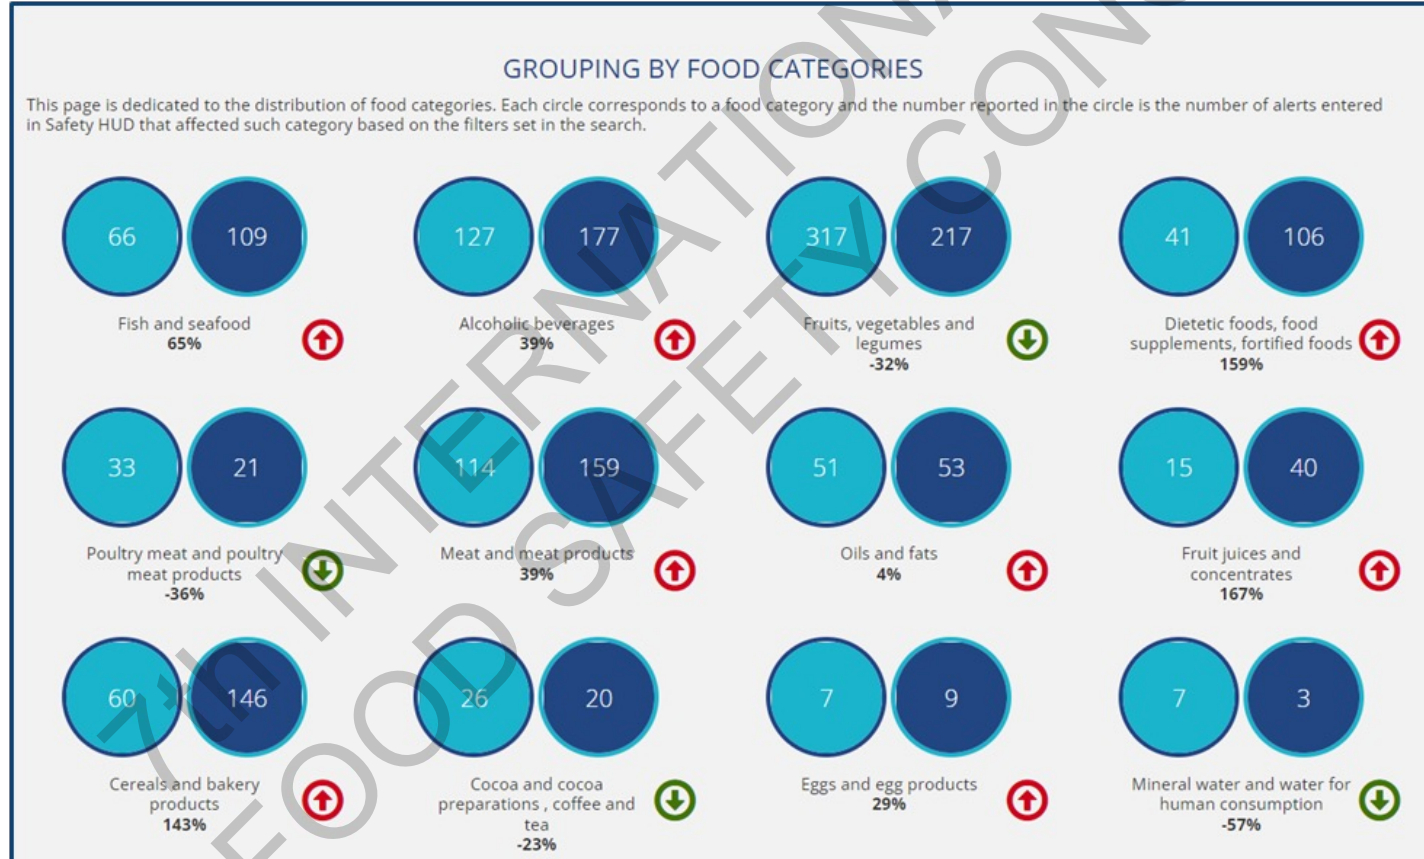 GROUPING BY FOOD CATEGORIES
This page is dedicated to the distribution of food categories. Each circle corresponds to a food category and the number reported in the circle is the number of alerts entered
in Safety HUD that affected such category based on the filters set in the search.
66 109
Fish and seafood
65%
127 177
Alcoholic beverages
39%
317 217
Fruits, vegetables and
legumes
-32%
41 106
Dietetic foods, food
supplements, fortified foods
159%
33 21
Poultry meat and poultry
meat products
-36%
114 159
Meat and meat products
39%
51 53
Oils and fats
4%
15 40
Fruit juices and
concentrates
167%
60 146
Cereals and bakery
products
143%
26 20
Cocoa and cocoa
preparations , coffee and
tea
-23%
7 9
Eggs and egg products
29%
7 3
Mineral water and water for
human consumption
-57%
7th INTERNATIONA
FOOD SAFETY CON